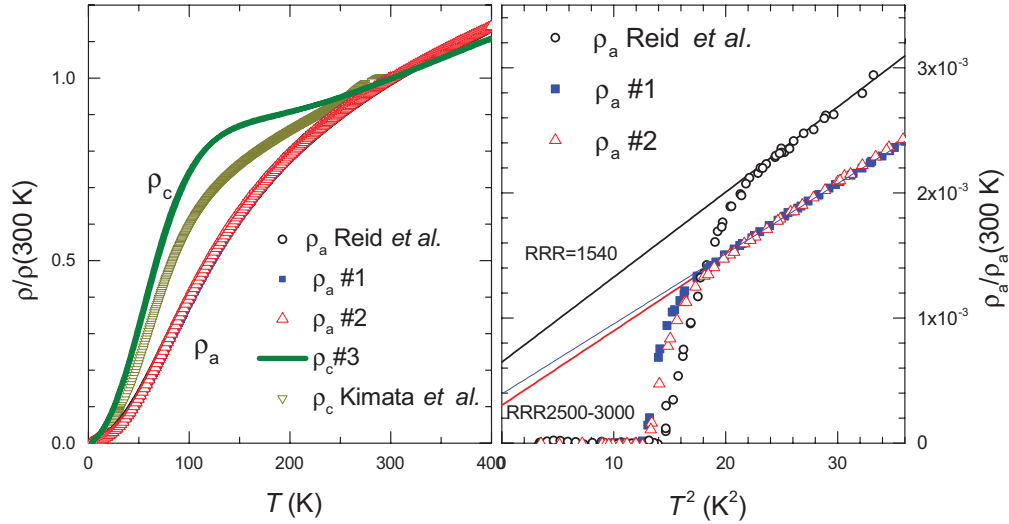 ρ/ρ(300 K)
1.0
0.5
0.0
ρc
ρa
ρa Reid et al.
ρa #1
ρa #2
ρc#3
ρc Kimata et al.
0 100 200 300 400
T (K)
ρa Reid et al.
ρa #1
ρa #2
RRR=1540
RRR2500-3000
3x10-3
2x10-3
1x10-3
0
ρa/ρa(300 K)
0 10 20 30
T2 (K2)